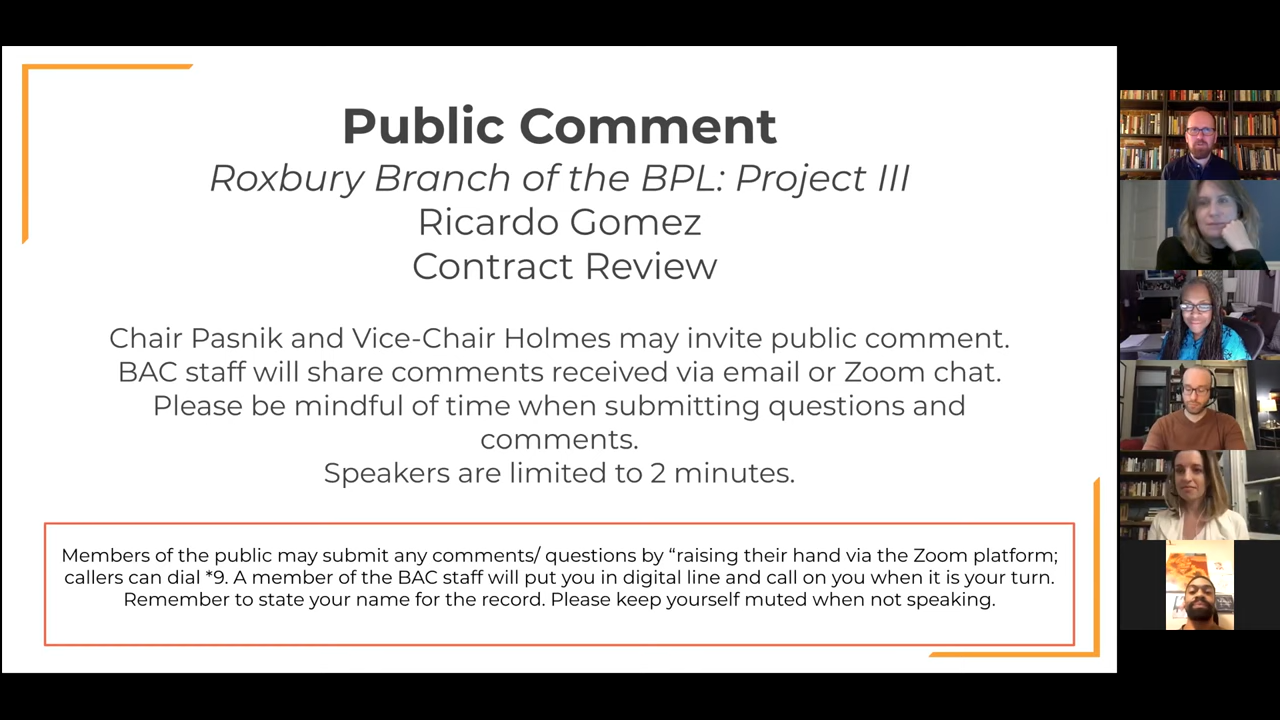 Public Comment
Roxbury Branch of the BPL: Project III
Ricardo Gomez
Contract Review
Chair Pasnik and Vice-Chair Holmes may invite public comment.
BAC staff will share comments received via email or Zoom chat.
Please be mindful of time when submitting questions and
comments.
Speakers are limited to 2 minutes.
Members of the public may submit any comments/ questions by “raising their hand via the Zoom platform;
callers can dial *9. A member of the BAC staff will put you in digital line and call on you when it is your turn.
Remember to state your name for the record. Please keep yourself muted when not speaking.